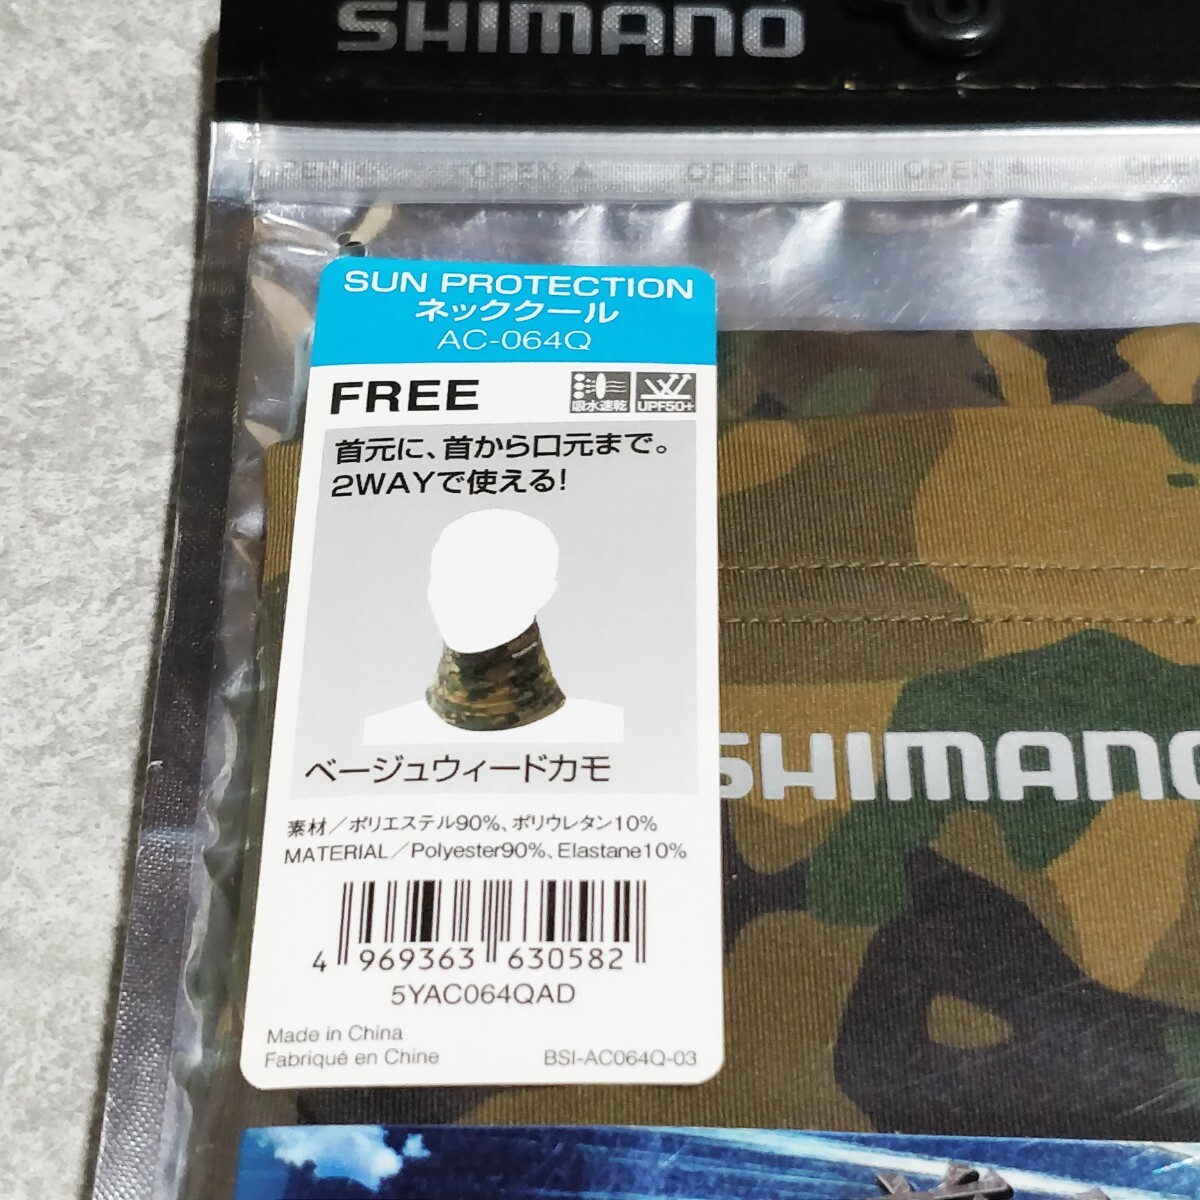 SHIMANO
OPEN ▲ OPEN ▲ OPEN ▲ OPEN ▲ OPEN
SUN PROTECTION
ネッククール
AC-064Q
FREE
吸水速乾 UPF50+
首元に、首から口元まで。
2WAYで使える!
ベージュウィードカモ
SHIMANO
素材/ポリエステル90%、ポリウレタン10%
MATERIAL/Polyester90%、Elastane10%
4 969363 630582
5YAC064QAD
Made in China
Fabriqué en Chine BSI-AC064Q-03